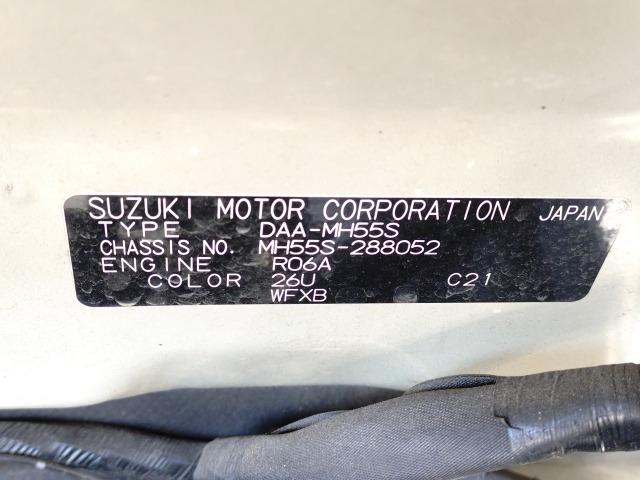 SUZUKI MOTOR CORPORATION JAPAN
TYPE DAA-MH55S
CHASSIS NO. MH55S-288052
ENGINE R06A
COLOR 26U C21
WFXB